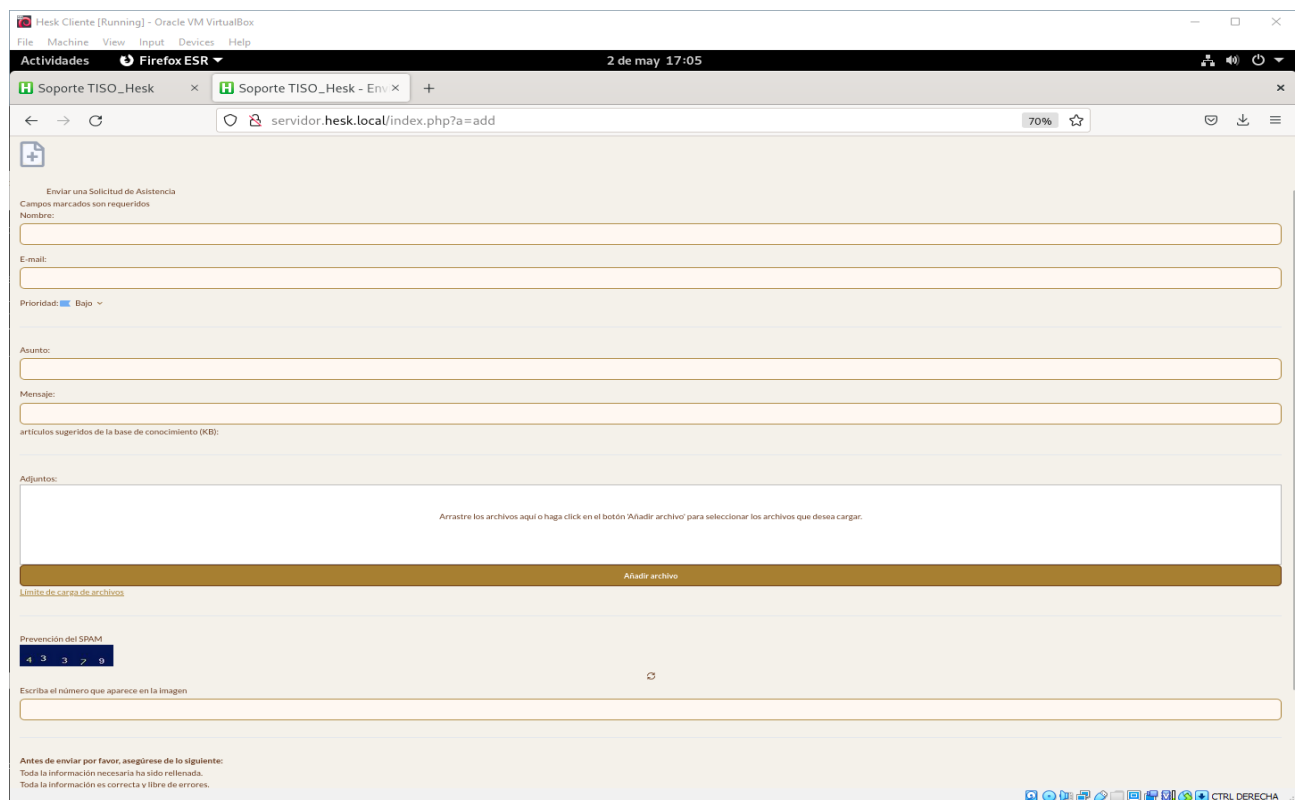 Hesk Cliente [Running] - Oracle VM VirtualBox
File Machine View Input Devices Help
Actividades Firefox ESR 2 de may 17:05
Soporte TISO_Hesk × Soporte TISO_Hesk - Env × +
servidor.hesk.local/index.php?a=add 70%
Enviar una Solicitud de Asistencia
Campos marcados son requeridos
Nombre:
E-mail:
Prioridad: Bajo
Asunto:
Mensaje:
artículos sugeridos de la base de conocimiento (KB):
Adjuntos:
Arrastre los archivos aquí o haga click en el botón 'Añadir archivo' para seleccionar los archivos que desea cargar.
Añadir archivo
Límite de carga de archivos
Prevención del SPAM
4 3 3 7 9
Escriba el número que aparece en la imagen
Antes de enviar por favor, asegúrese de lo siguiente:
Toda la información necesaria ha sido rellenada.
Toda la información es correcta y libre de errores.
CTRL DERECHA